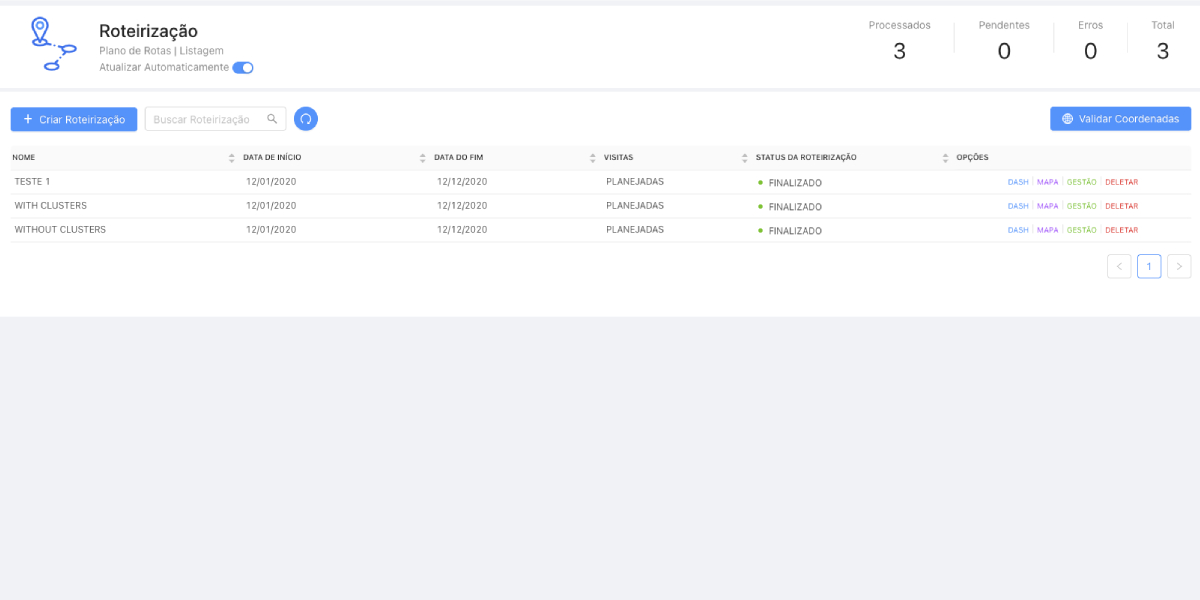 Roteirização
Plano de Rotas | Listagem
Atualizar Automaticamente
Processados Pendentes Erros Total
3 0 0 3
+ Criar Roteirização Buscar Roteirização Validar Coordenadas
NOME DATA DE INÍCIO DATA DO FIM VISITAS STATUS DA ROTEIRIZAÇÃO OPÇÕES
TESTE 1 12/01/2020 12/12/2020 PLANEJADAS FINALIZADO DASH MAPA GESTÃO DELETAR
WITH CLUSTERS 12/01/2020 12/12/2020 PLANEJADAS FINALIZADO DASH MAPA GESTÃO DELETAR
WITHOUT CLUSTERS 12/01/2020 12/12/2020 PLANEJADAS FINALIZADO DASH MAPA GESTÃO DELETAR
< 1 >